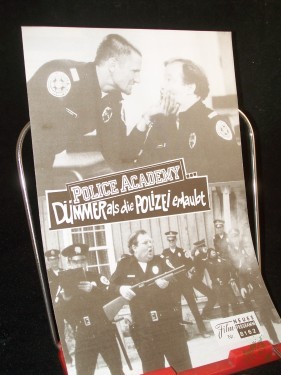 POLICE ACADEMY...
DÜMMER als die POLIZEI erlaubt
NEUES
Film
PROGRAMM